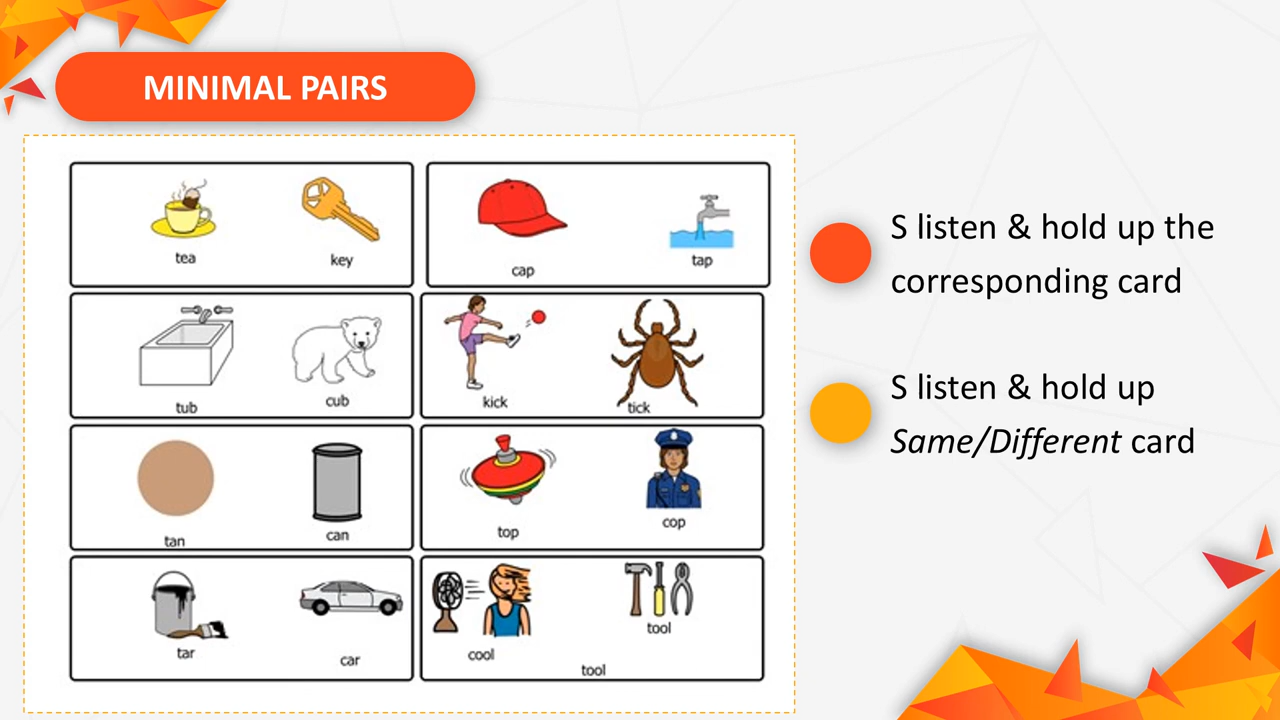 MINIMAL PAIRS
tea
key
cap
tap
tub
cub
kick
tick
tan
can
top
cop
tar
car
cool
tool
tool
S listen & hold up the
corresponding card
S listen & hold up
Same/Different card